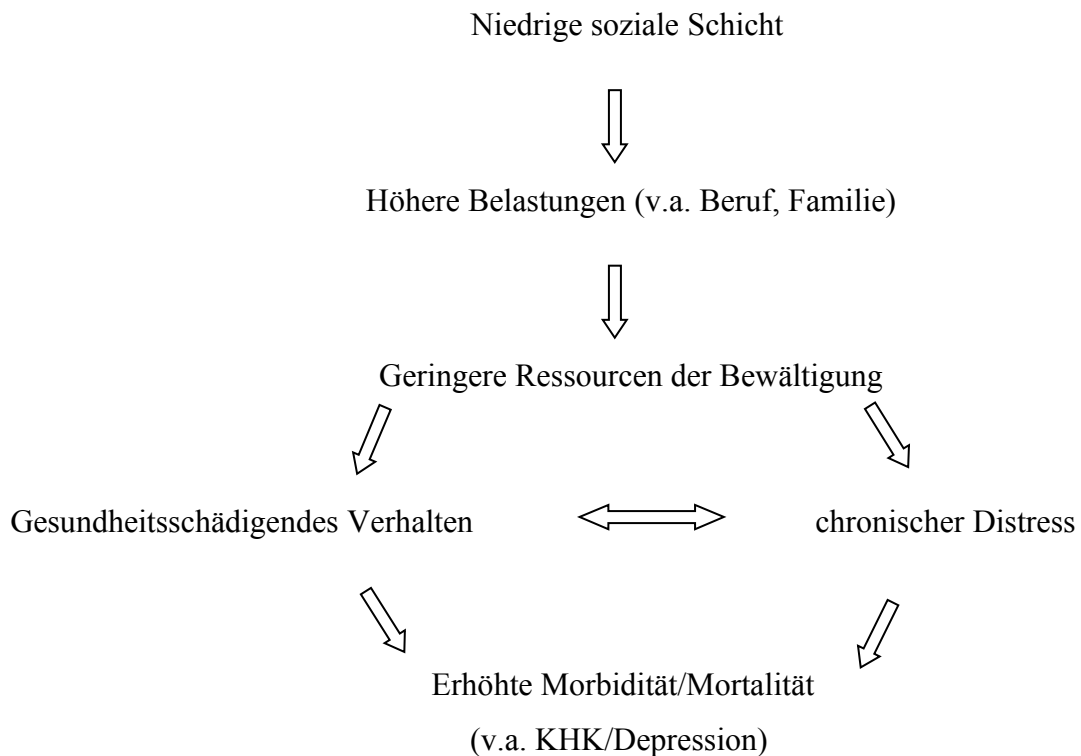 Niedrige soziale Schicht
Höhere Belastungen (v.a. Beruf, Familie)
Geringere Ressourcen der Bewältigung
Gesundheitsschädigendes Verhalten
chronischer Distress
Erhöhte Morbidität/Mortalität
(v.a. KHK/Depression)